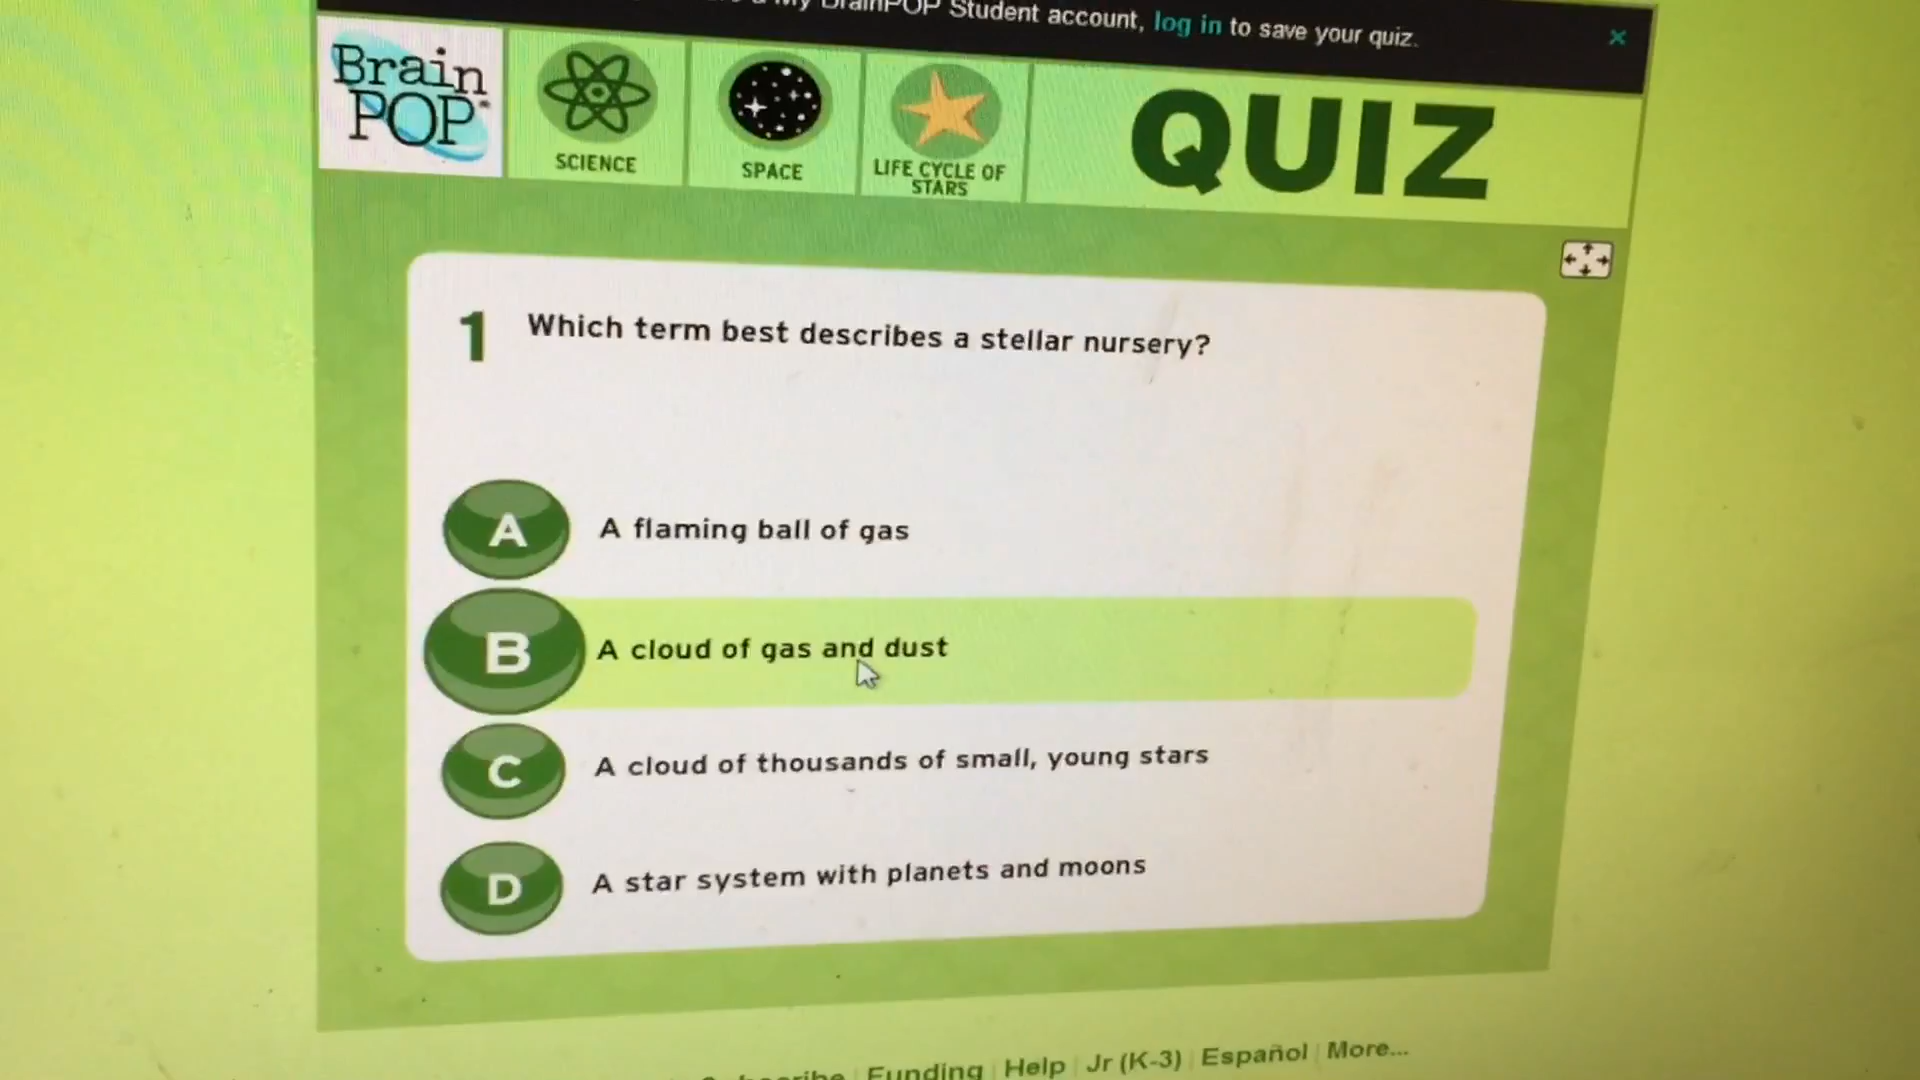 My BrainPOP Student account, log in to save your quiz.
×
Brain
POP
SCIENCE
SPACE
LIFE CYCLE OF
STARS
QUIZ
1 Which term best describes a stellar nursery?
A A flaming ball of gas
B A cloud of gas and dust
C A cloud of thousands of small, young stars
D A star system with planets and moons
Funding | Help | Jr (K-3) | Español | More...